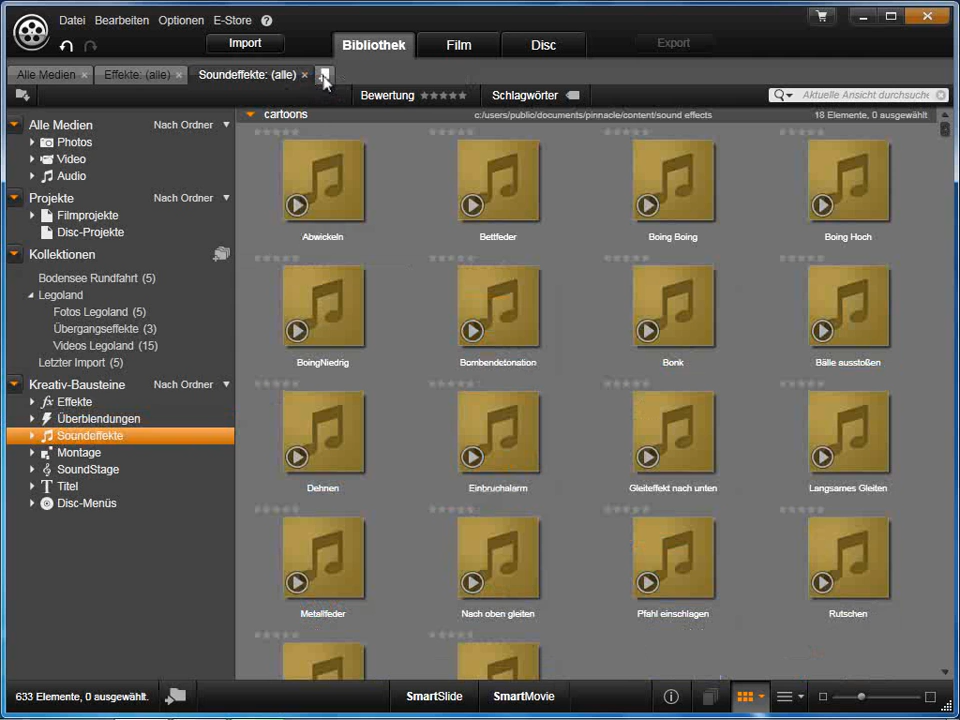 Datei Bearbeiten Optionen E-Store ?
Import Bibliothek Film Disc Export
Alle Medien × Effekte: (alle) × Soundeffekte: (alle) ×
Bewertung Schlagwörter Aktuelle Ansicht durchsuche
cartoons c:/users/public/documents/pinnacle/content/sound effects 18 Elemente, 0 ausgewählt
Alle Medien Nach Ordner
Photos
Video
Audio
Projekte Nach Ordner
Filmprojekte
Disc-Projekte
Kollektionen
Bodensee Rundfahrt (5)
Legoland
Fotos Legoland (5)
Übergangseffekte (3)
Videos Legoland (15)
Letzter Import (5)
Kreativ-Bausteine Nach Ordner
fx Effekte
Überblendungen
Soundeffekte
Montage
SoundStage
T Titel
Disc-Menüs
Abwickeln Bettfeder Boing Boing Boing Hoch
BoingNiedrig Bombendetonation Bonk Bälle ausstoßen
Dehnen Einbruchalarm Gleiteffekt nach unten Langsames Gleiten
Metallfeder Nach oben gleiten Pfahl einschlagen Rutschen
633 Elemente, 0 ausgewählt. SmartSlide SmartMovie